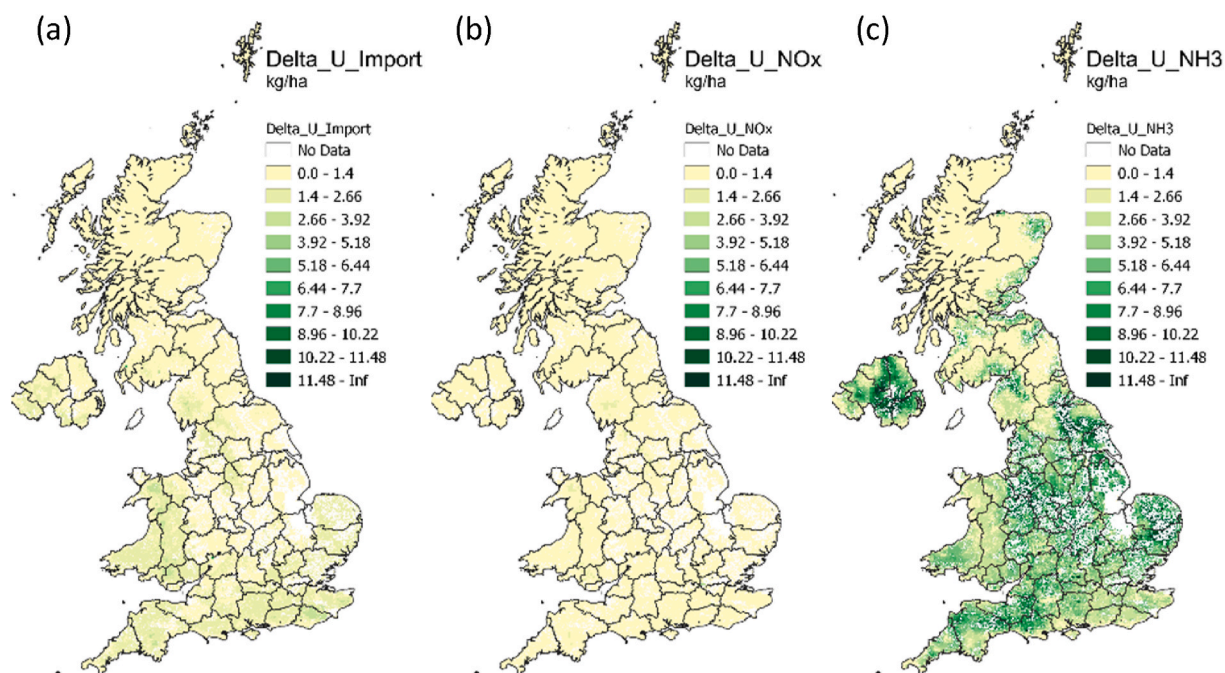 (a)
Delta_U_Import
kg/ha
Delta_U_Import
No Data
0.0 - 1.4
1.4 - 2.66
2.66 - 3.92
3.92 - 5.18
5.18 - 6.44
6.44 - 7.7
7.7 - 8.96
8.96 - 10.22
10.22 - 11.48
11.48 - Inf
(b)
Delta_U_NOx
kg/ha
Delta_U_NOx
No Data
0.0 - 1.4
1.4 - 2.66
2.66 - 3.92
3.92 - 5.18
5.18 - 6.44
6.44 - 7.7
7.7 - 8.96
8.96 - 10.22
10.22 - 11.48
11.48 - Inf
(c)
Delta_U_NH3
kg/ha
Delta_U_NH3
No Data
0.0 - 1.4
1.4 - 2.66
2.66 - 3.92
3.92 - 5.18
5.18 - 6.44
6.44 - 7.7
7.7 - 8.96
8.96 - 10.22
10.22 - 11.48
11.48 - Inf